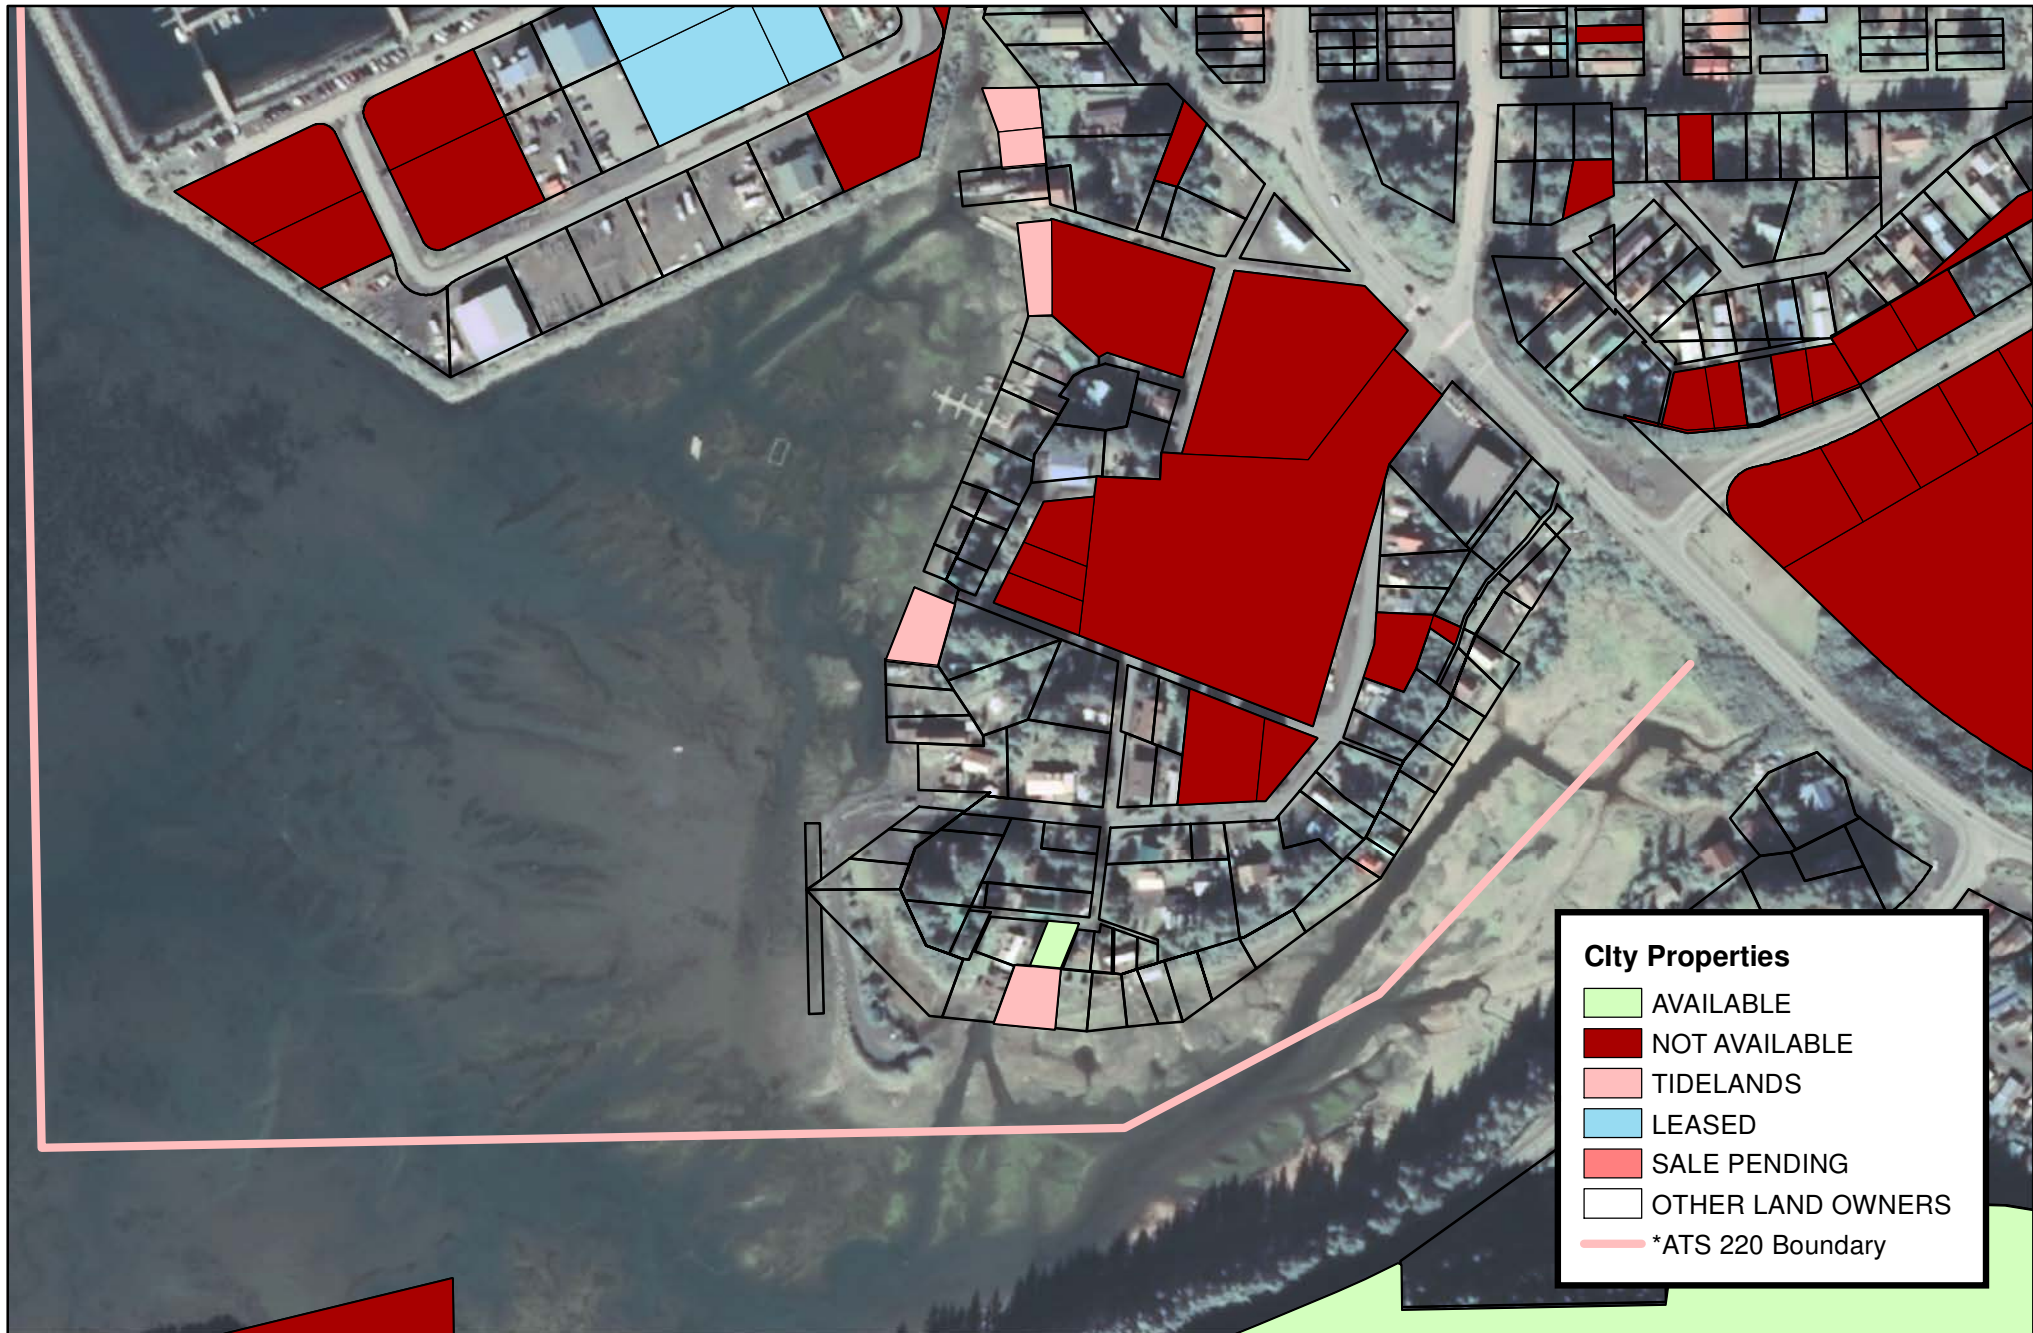 CIty Properties
AVAILABLE
NOT AVAILABLE
TIDELANDS
LEASED
SALE PENDING
OTHER LAND OWNERS
*ATS 220 Boundary